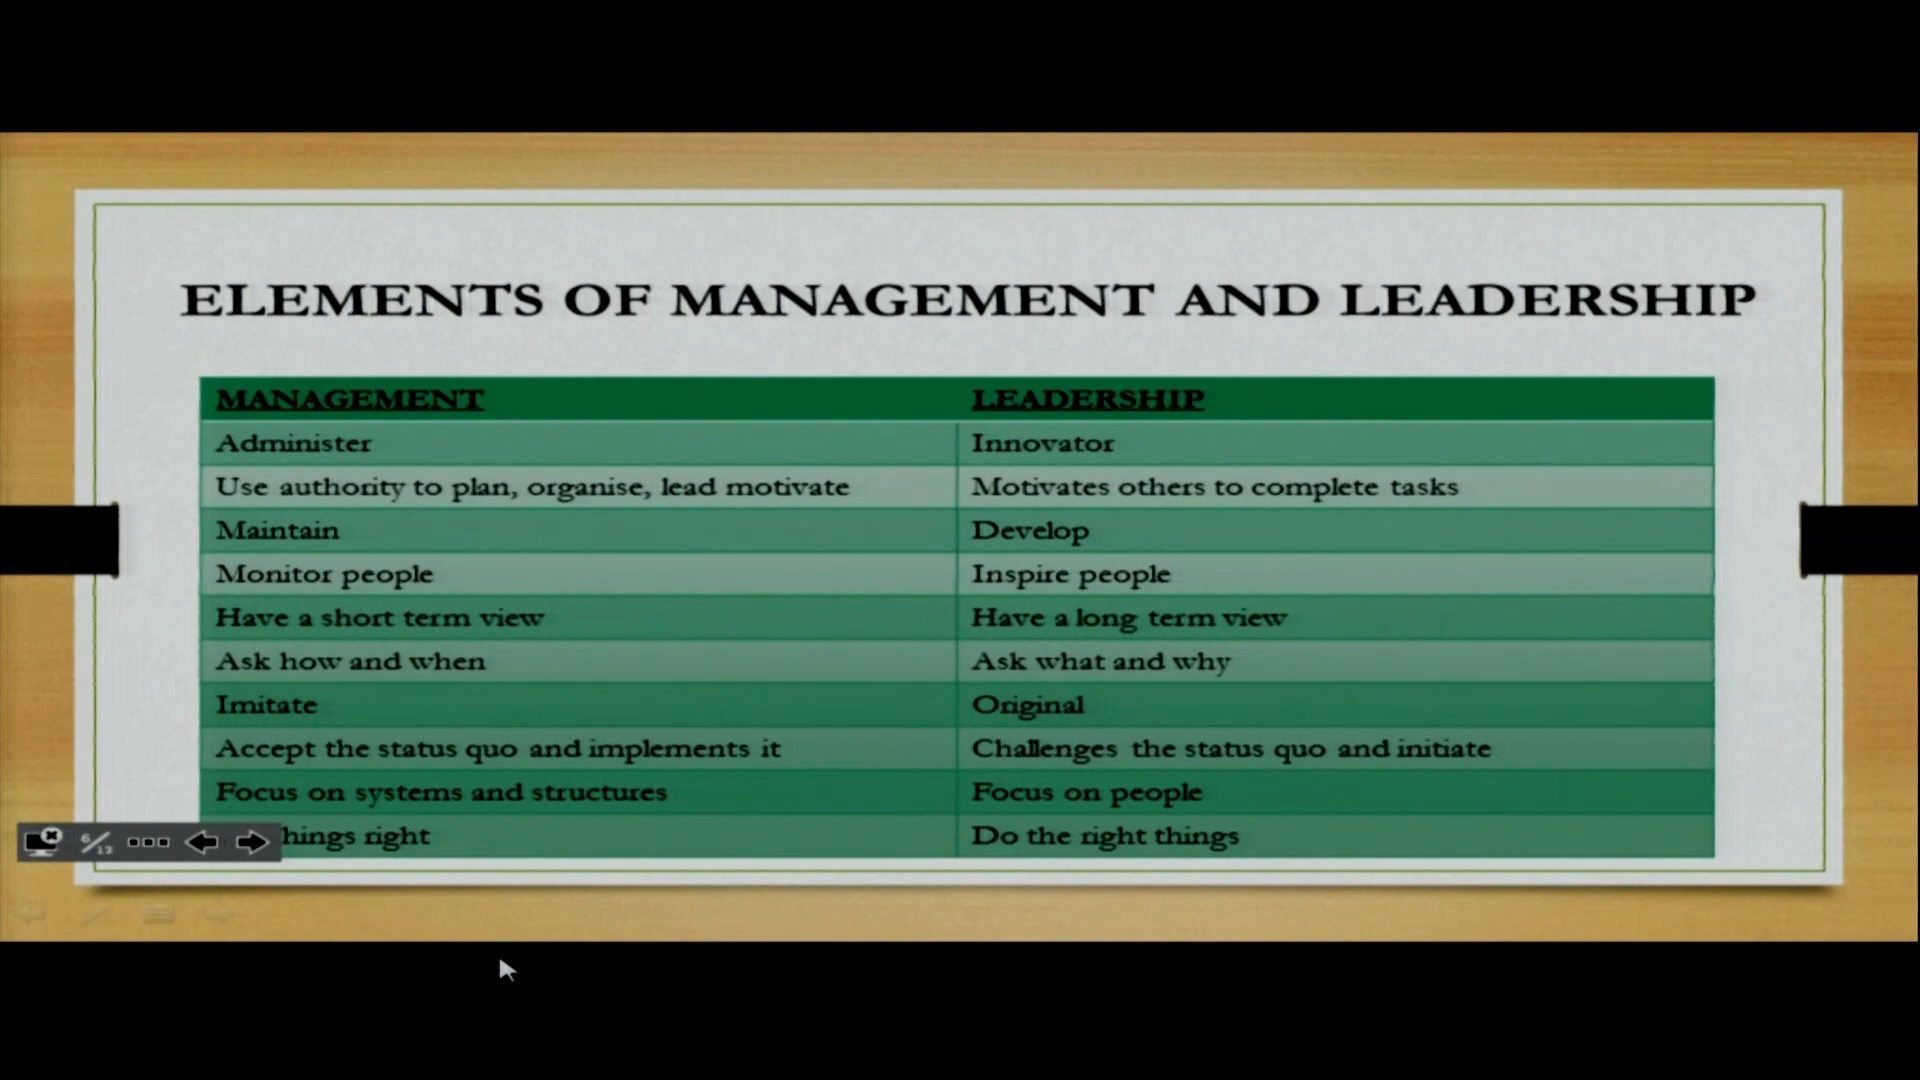 ELEMENTS OF MANAGEMENT AND LEADERSHIP
MANAGEMENT LEADERSHIP
Administer Innovator
Use authority to plan, organise, lead motivate Motivates others to complete tasks
Maintain Develop
Monitor people Inspire people
Have a short term view Have a long term view
Ask how and when Ask what and why
Imitate Original
Accept the status quo and implements it Challenges the status quo and initiate
Focus on systems and structures Focus on people
right Do the right things
6/13